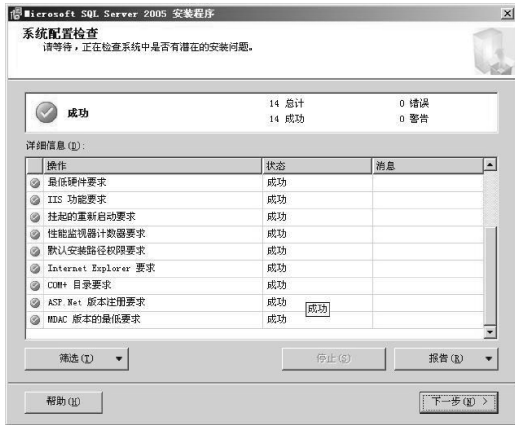 Microsoft SQL Server 2005 安装程序
系统配置检查
请等待，正在检查系统中是否有潜在的安装问题。
成功
14 总计
0 错误
14 成功
0 警告
详细信息(D):
操作 状态 消息
最低硬件要求 成功
IIS 功能要求 成功
挂起的重新启动要求 成功
性能监视器计数器要求 成功
默认安装路径权限要求 成功
Internet Explorer 要求 成功
COM+ 目录要求 成功
ASP.Net 版本注册要求 成功
成功
MDAC 版本的最低要求 成功
筛选(I)
停止(S)
报告(R)
帮助(H)
下一步(N) >